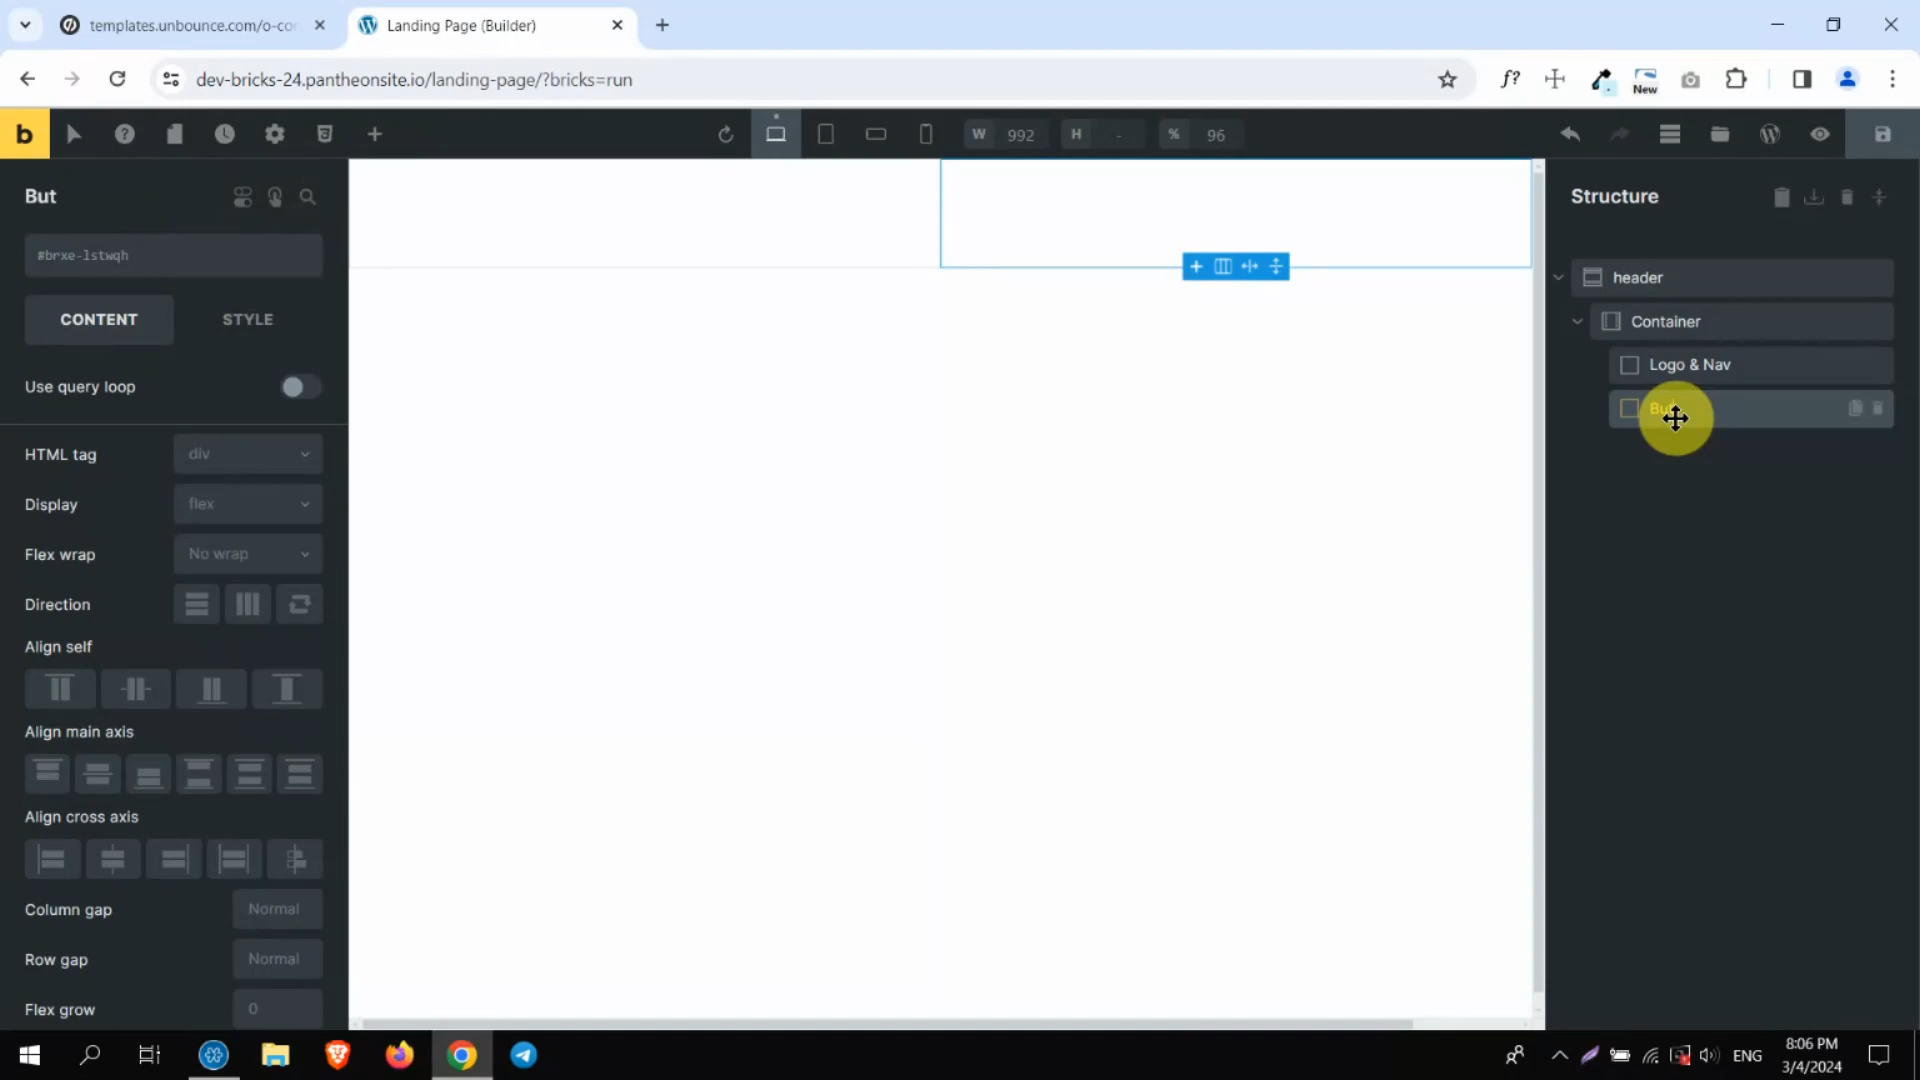 templates.unbounce.com/o-co
Landing Page (Builder)
dev-bricks-24.pantheonsite.io/landing-page/?bricks=run
f?
New
b
W 992 H - % 96
But
#brxe-lstwqh
CONTENT STYLE
Use query loop
HTML tag div
Display flex
Flex wrap No wrap
Direction
Align self
Align main axis
Align cross axis
Column gap Normal
Row gap Normal
Flex grow 0
Structure
header
Container
Logo & Nav
But
ENG
8:06 PM
3/4/2024